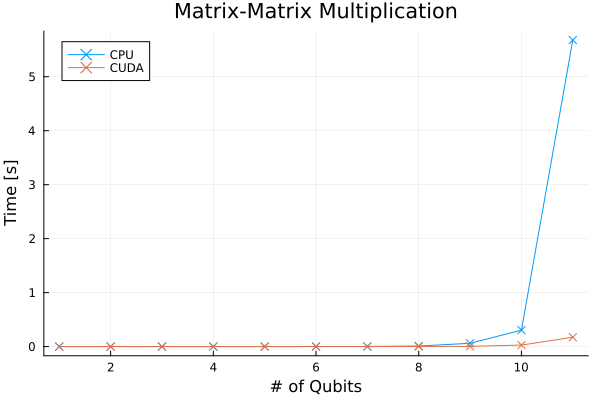 Matrix-Matrix Multiplication
CPU
CUDA
Time [s]
5
4
3
2
1
0
2 4 6 8 10
# of Qubits